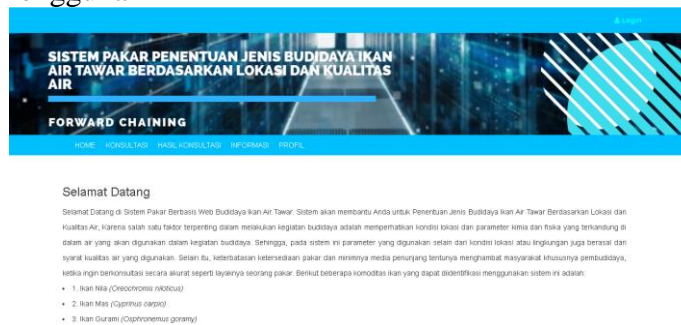 Login
SISTEM PAKAR PENENTUAN JENIS BUDIDAYA IKAN
AIR TAWAR BERDASARKAN LOKASI DAN KUALITAS
AIR
FORWARD CHAINING
HOME KONSULTASI HASIL KONSULTASI INFORMASI PROFIL
Selamat Datang
Selamat Datang di Sistem Pakar Berbasis Web Budidaya Ikan Air Tawar. Sistem akan membantu Anda untuk Penentuan Jenis Budidaya Ikan Air Tawar Berdasarkan Lokasi dan
Kualitas Air, Karena salah satu faktor terpenting dalam melakukan kegiatan budidaya adalah memperhatikan kondisi lokasi dan parameter kimia dan fisika yang terkandung di
dalam air yang akan digunakan dalam kegiatan budidaya. Sehingga, pada sistem ini parameter yang digunakan selain dari kondisi lokasi atau lingkungan juga berasal dari
syarat kualitas air yang digunakan. Selain itu, keterbatasan ketersediaan pakar dan minimnya media penunjang tentunya menghambat masyarakat khususnya pembudidaya,
ketika ingin berkonsultasi secara akurat seperti layaknya seorang pakar. Berikut beberapa komoditas ikan yang dapat diidentifikasi menggunakan sistem ini adalah:
• 1. Ikan Nila (Oreochromis niloticus)
• 2. Ikan Mas (Cyprinus carpio)
• 3. Ikan Gurami (Osphronemus goramy)